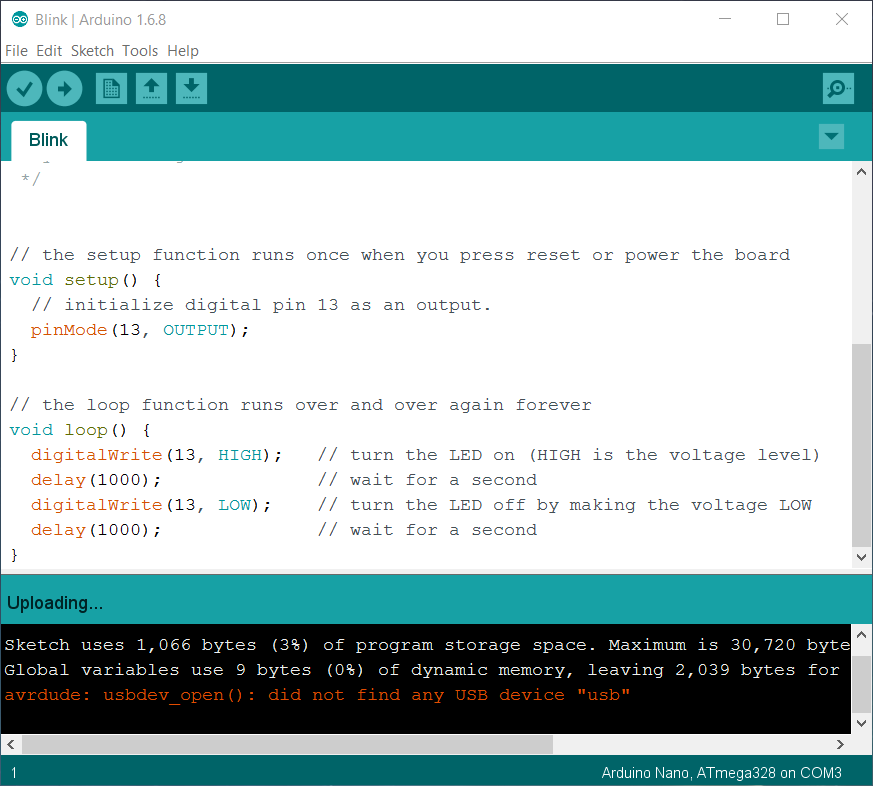 Blink | Arduino 1.6.8
File Edit Sketch Tools Help
Blink
*/
// the setup function runs once when you press reset or power the board
void setup() {
  // initialize digital pin 13 as an output.
  pinMode(13, OUTPUT);
}
// the loop function runs over and over again forever
void loop() {
  digitalWrite(13, HIGH);   // turn the LED on (HIGH is the voltage level)
  delay(1000);              // wait for a second
  digitalWrite(13, LOW);    // turn the LED off by making the voltage LOW
  delay(1000);              // wait for a second
}
Uploading...
Sketch uses 1,066 bytes (3%) of program storage space. Maximum is 30,720 byte
Global variables use 9 bytes (0%) of dynamic memory, leaving 2,039 bytes for
avrdude: usbdev_open(): did not find any USB device "usb"
1
Arduino Nano, ATmega328 on COM3